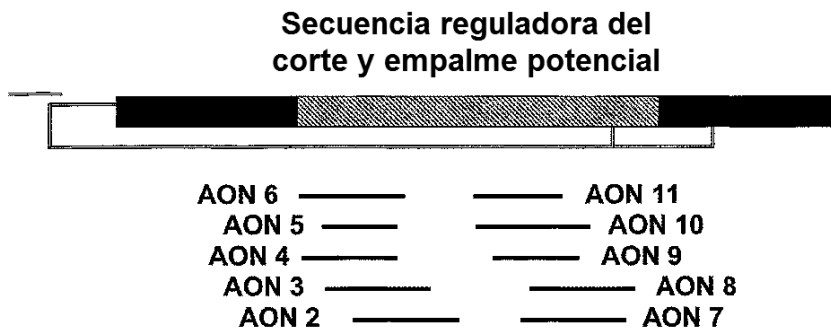 Secuencia reguladora del
corte y empalme potencial
AON 6 AON 11
AON 5 AON 10
AON 4 AON 9
AON 3 AON 8
AON 2 AON 7